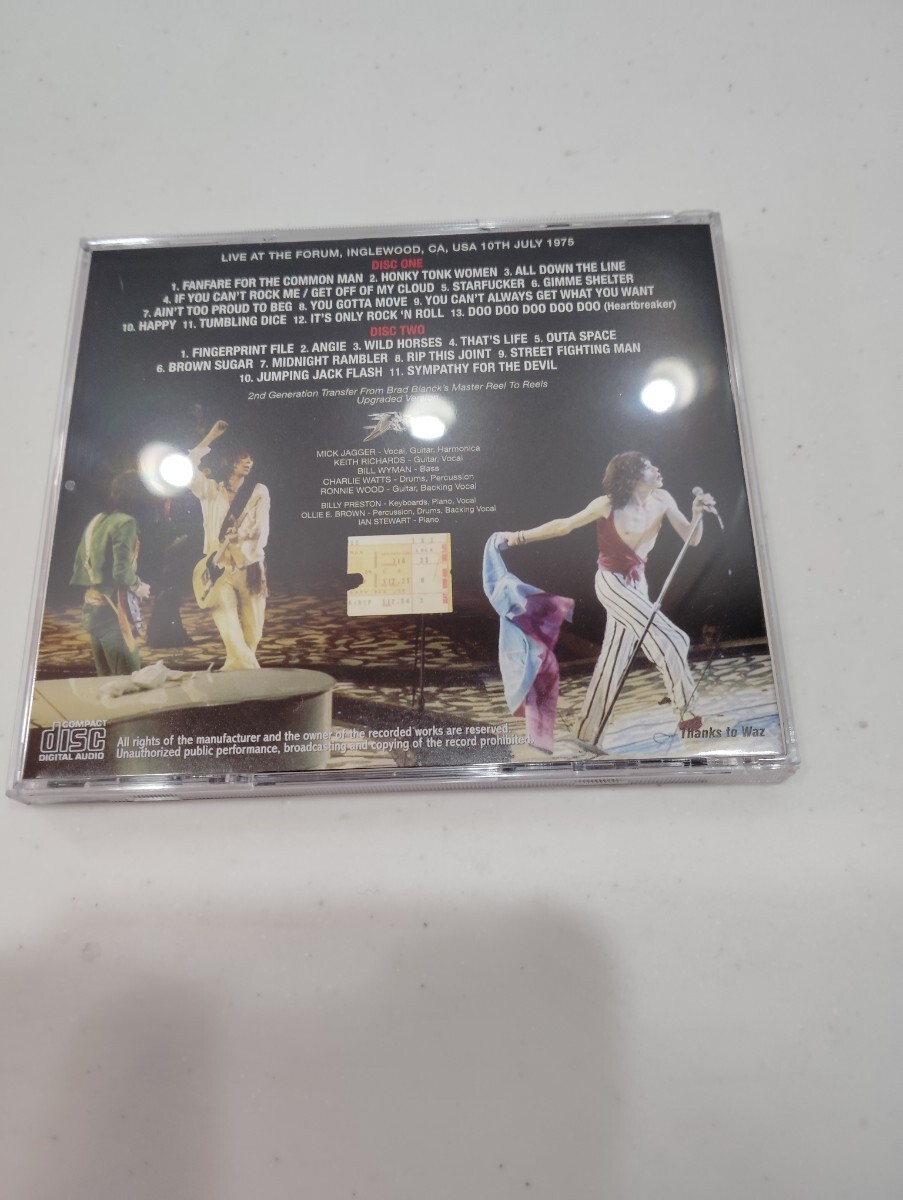 LIVE AT THE FORUM, INGLEWOOD, CA, USA 10TH JULY 1975
DISC ONE
1. FANFARE FOR THE COMMON MAN 2. HONKY TONK WOMEN 3. ALL DOWN THE LINE
4. IF YOU CAN'T ROCK ME / GET OFF OF MY CLOUD 5. STARFUCKER 6. GIMME SHELTER
7. AIN'T TOO PROUD TO BEG 8. YOU GOTTA MOVE 9. YOU CAN'T ALWAYS GET WHAT YOU WANT
10. HAPPY 11. TUMBLING DICE 12. IT'S ONLY ROCK 'N ROLL 13. DOO DOO DOO DOO DOO (Heartbreaker)
DISC TWO
1. FINGERPRINT FILE 2. ANGIE 3. WILD HORSES 4. THAT'S LIFE 5. OUTA SPACE
6. BROWN SUGAR 7. MIDNIGHT RAMBLER 8. RIP THIS JOINT 9. STREET FIGHTING MAN
10. JUMPING JACK FLASH 11. SYMPATHY FOR THE DEVIL
2nd Generation Transfer From Brad Blanck's Master Reel To Reels
Upgraded
MICK JAGGER - Vocal, Guitar, Harmonica
KEITH RICHARDS - Guitar, Vocal
BILL WYMAN - Bass
CHARLIE WATTS - Drums, Percussion
RONNIE WOOD - Guitar, Backing Vocal
BILLY PRESTON - Keyboards, Piano, Vocal
OLLIE E. BROWN - Percussion, Drums, Backing Vocal
IAN STEWART - Piano
COMPACT
disc
DIGITAL AUDIO
All rights of the manufacturer and the owner of the recorded works are reserved.
Unauthorized public performance, broadcasting and copying of the record prohibited.
Thanks to Waz